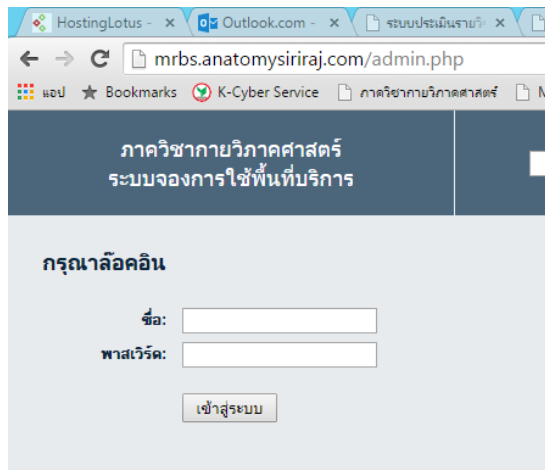 HostingLotus -
Outlook.com -
ระบบประเมินรายวิ
mrbs.anatomysiriraj.com/admin.php
แอป Bookmarks K-Cyber Service ภาควิชากายวิภาคศาสตร์ M
ภาควิชากายวิภาคศาสตร์
ระบบจองการใช้พื้นที่บริการ
กรุณาล๊อคอิน
ชื่อ:
พาสเวิร์ด:
เข้าสู่ระบบ